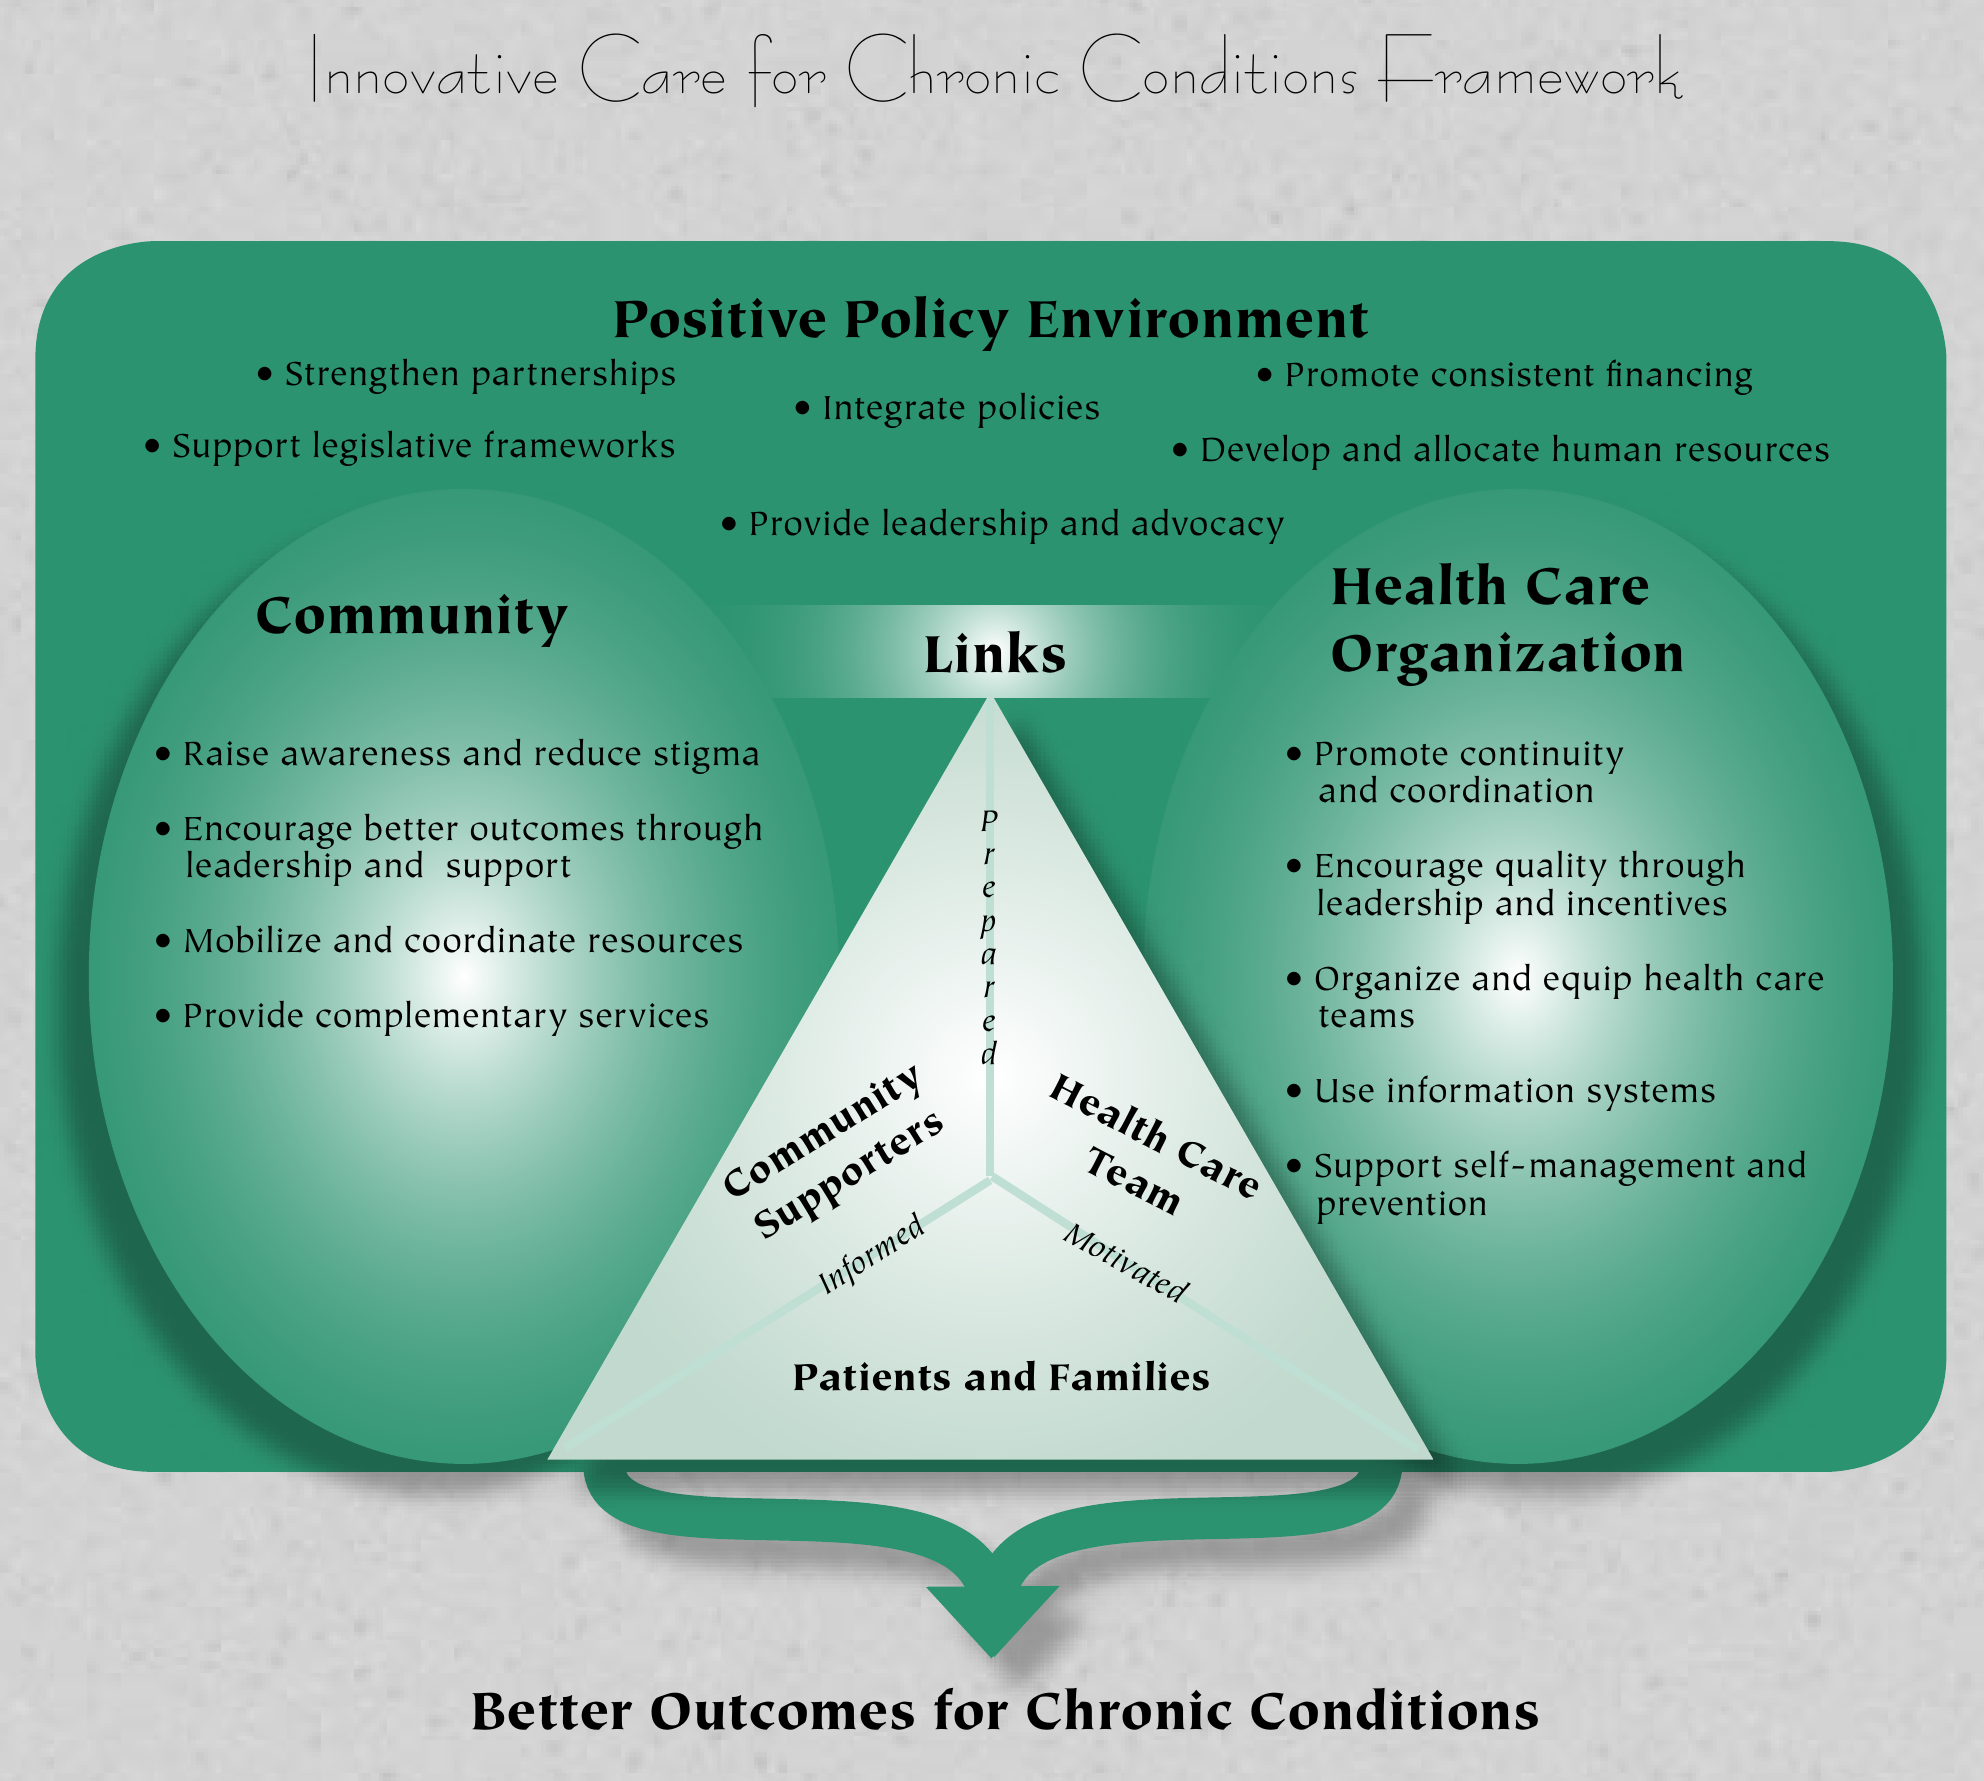 Innovative Care for Chronic Conditions Framework
Positive Policy Environment
• Strengthen partnerships
• Integrate policies
• Promote consistent financing
• Support legislative frameworks
• Develop and allocate human resources
• Provide leadership and advocacy
Community
• Raise awareness and reduce stigma
• Encourage better outcomes through
leadership and support
• Mobilize and coordinate resources
• Provide complementary services
Links
Health Care
Organization
• Promote continuity
and coordination
• Encourage quality through
leadership and incentives
• Organize and equip health care
teams
• Use information systems
• Support self-management and
prevention
Prepared
Community
Supporters
Health Care
Team
Informed
Motivated
Patients and Families
Better Outcomes for Chronic Conditions